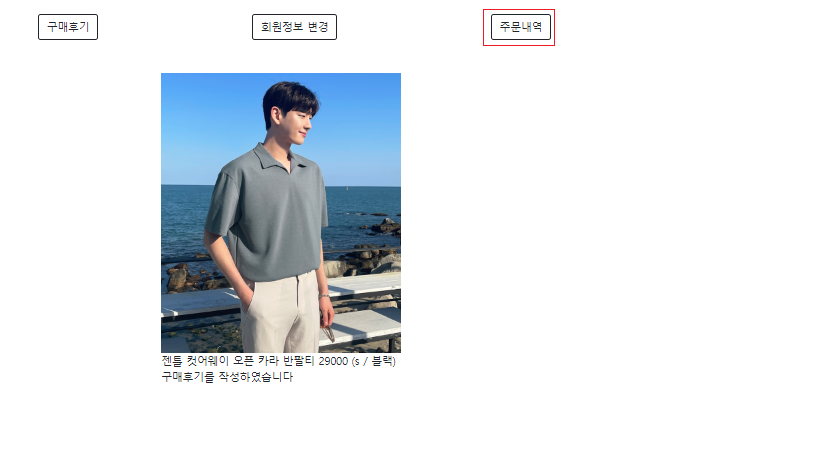 구매후기
회원정보 변경
주문내역
젠틀 컷어웨이 오픈 카라 반팔티 29000 (s / 블랙)
구매후기를 작성하였습니다